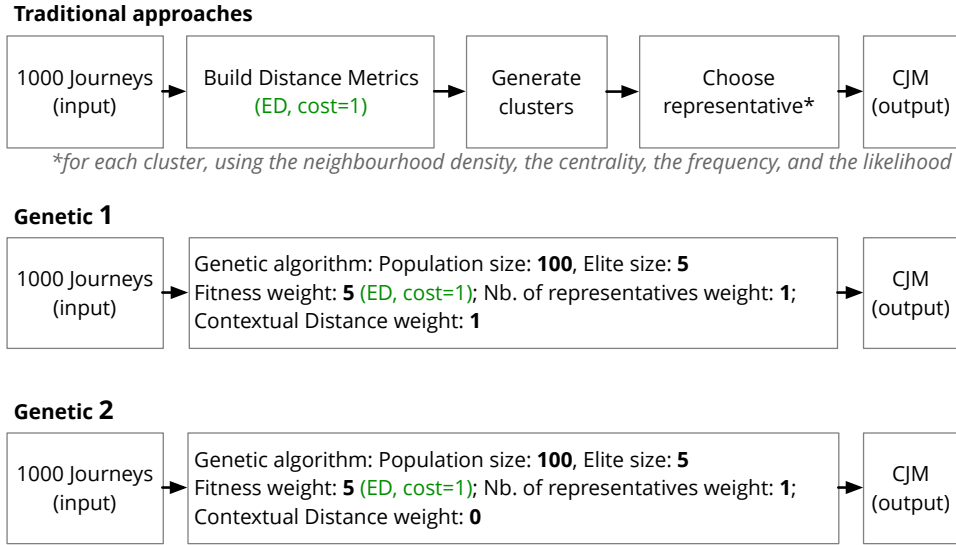 Traditional approaches
1000 Journeys
(input)
Build Distance Metrics
(ED, cost=1)
Generate
clusters
Choose
representative*
CJM
(output)
*for each cluster, using the neighbourhood density, the centrality, the frequency, and the likelihood
Genetic 1
1000 Journeys
(input)
Genetic algorithm: Population size: 100, Elite size: 5
Fitness weight: 5 (ED, cost=1); Nb. of representatives weight: 1;
Contextual Distance weight: 1
CJM
(output)
Genetic 2
1000 Journeys
(input)
Genetic algorithm: Population size: 100, Elite size: 5
Fitness weight: 5 (ED, cost=1); Nb. of representatives weight: 1;
Contextual Distance weight: 0
CJM
(output)